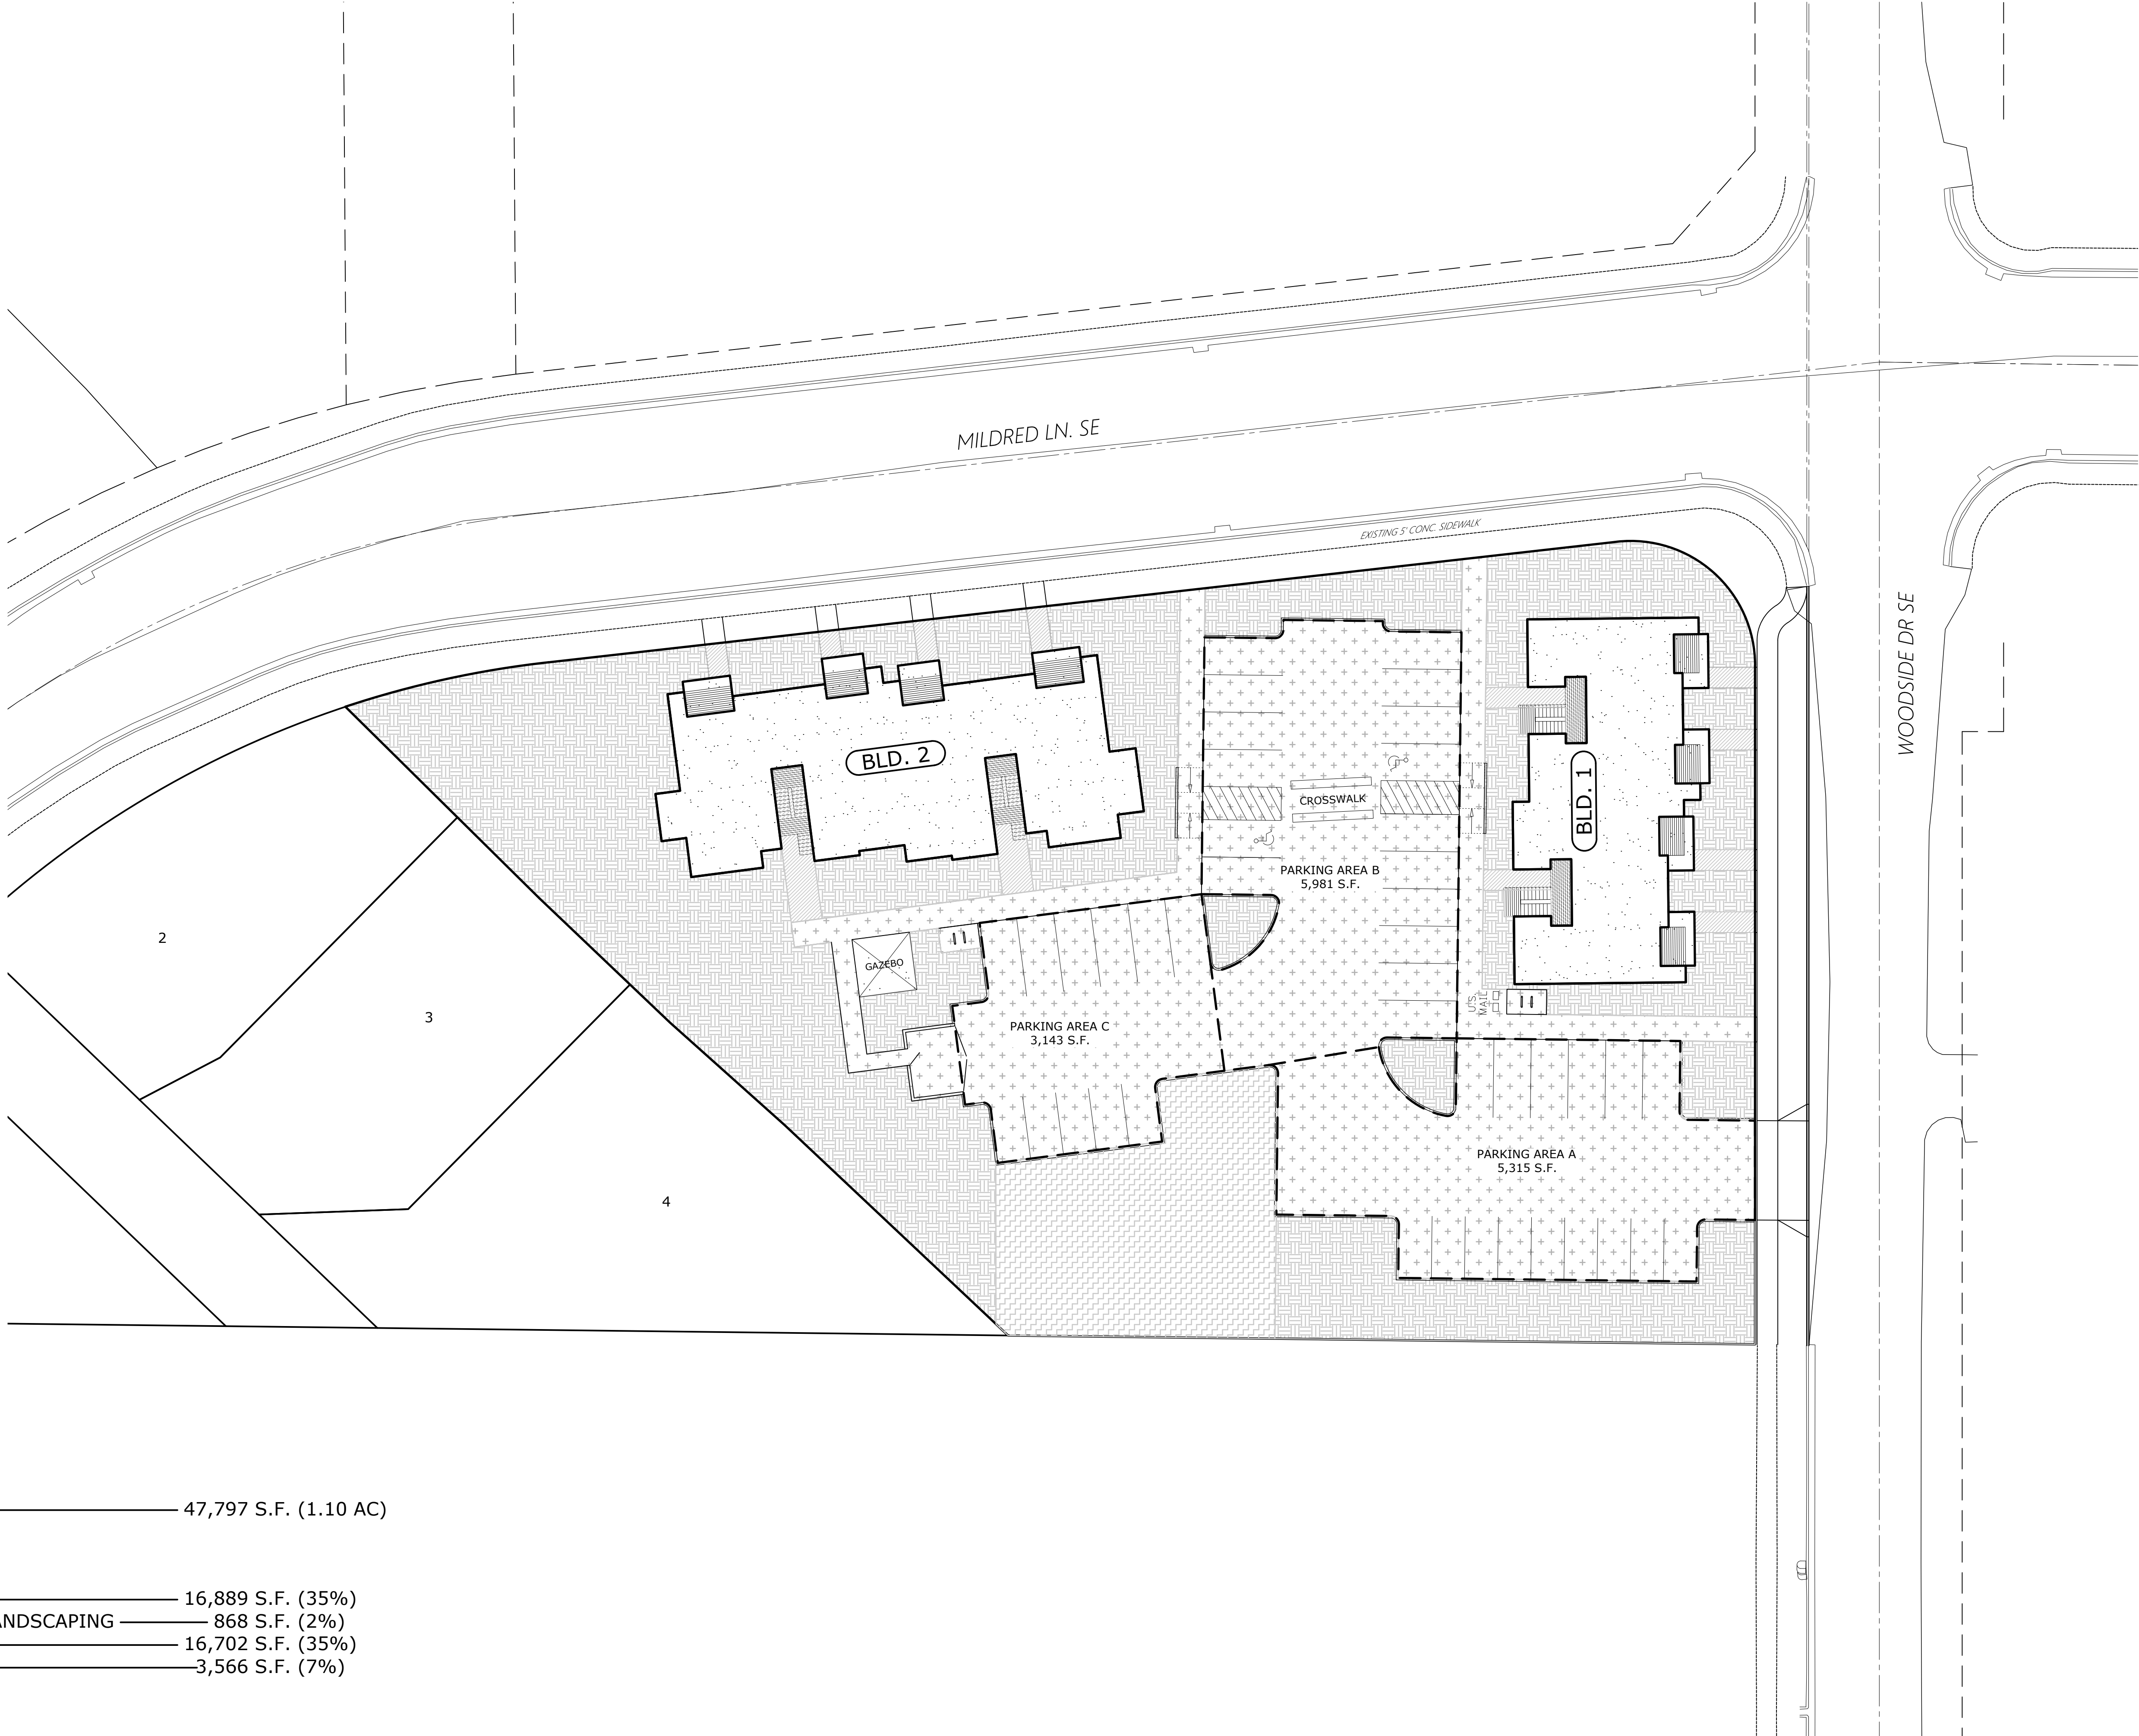 MILDRED LN. SE
EXISTING 5' CONC. SIDEWALK
WOODSIDE DR SE
BLD. 2
BLD. 1
CROSSWALK
PARKING AREA B
5,981 S.F.
2
GAZEBO
U.S.
MAIL
3
PARKING AREA C
3,143 S.F.
PARKING AREA A
5,315 S.F.
4
47,797 S.F. (1.10 AC)
16,889 S.F. (35%)
NDSCAPING 868 S.F. (2%)
16,702 S.F. (35%)
3,566 S.F. (7%)